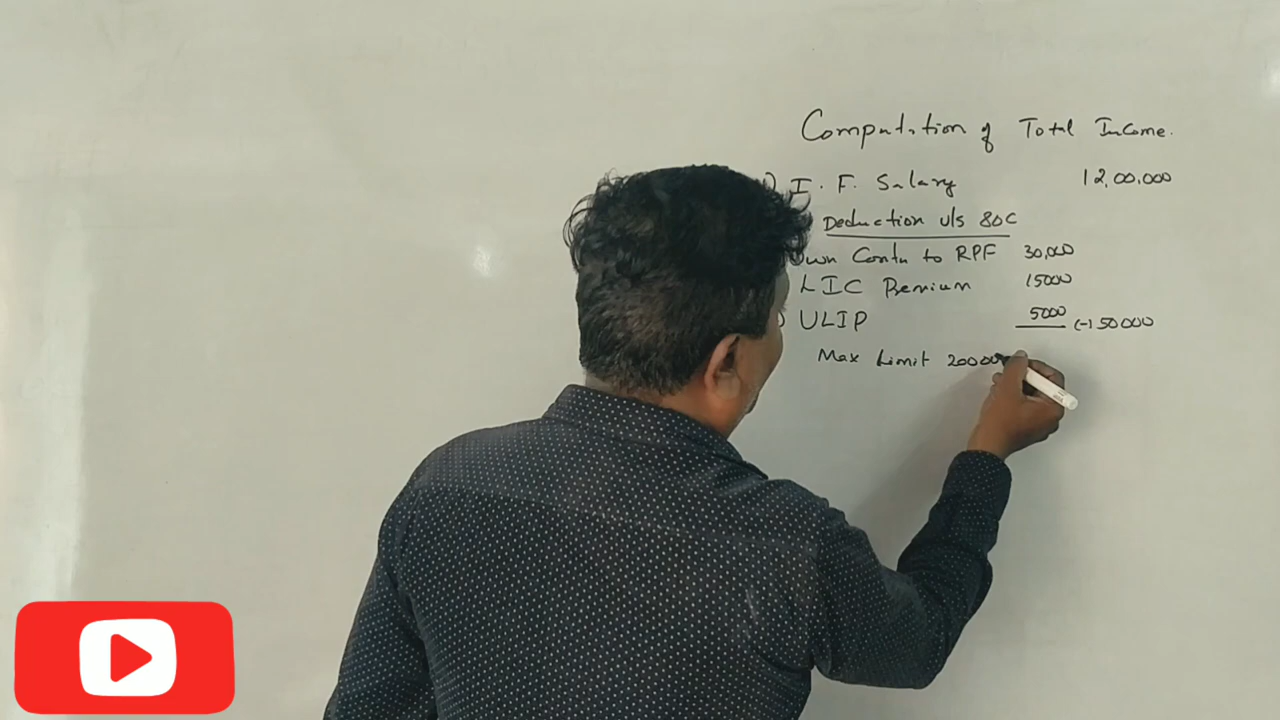 Computation of Total Income.
) I. F. Salary 12,00,000
Deduction u/s 80C
Own Contn to RPF 30,000
LIC Premium 15000
) ULIP 5000 (-) 50000
Max Limit 20000